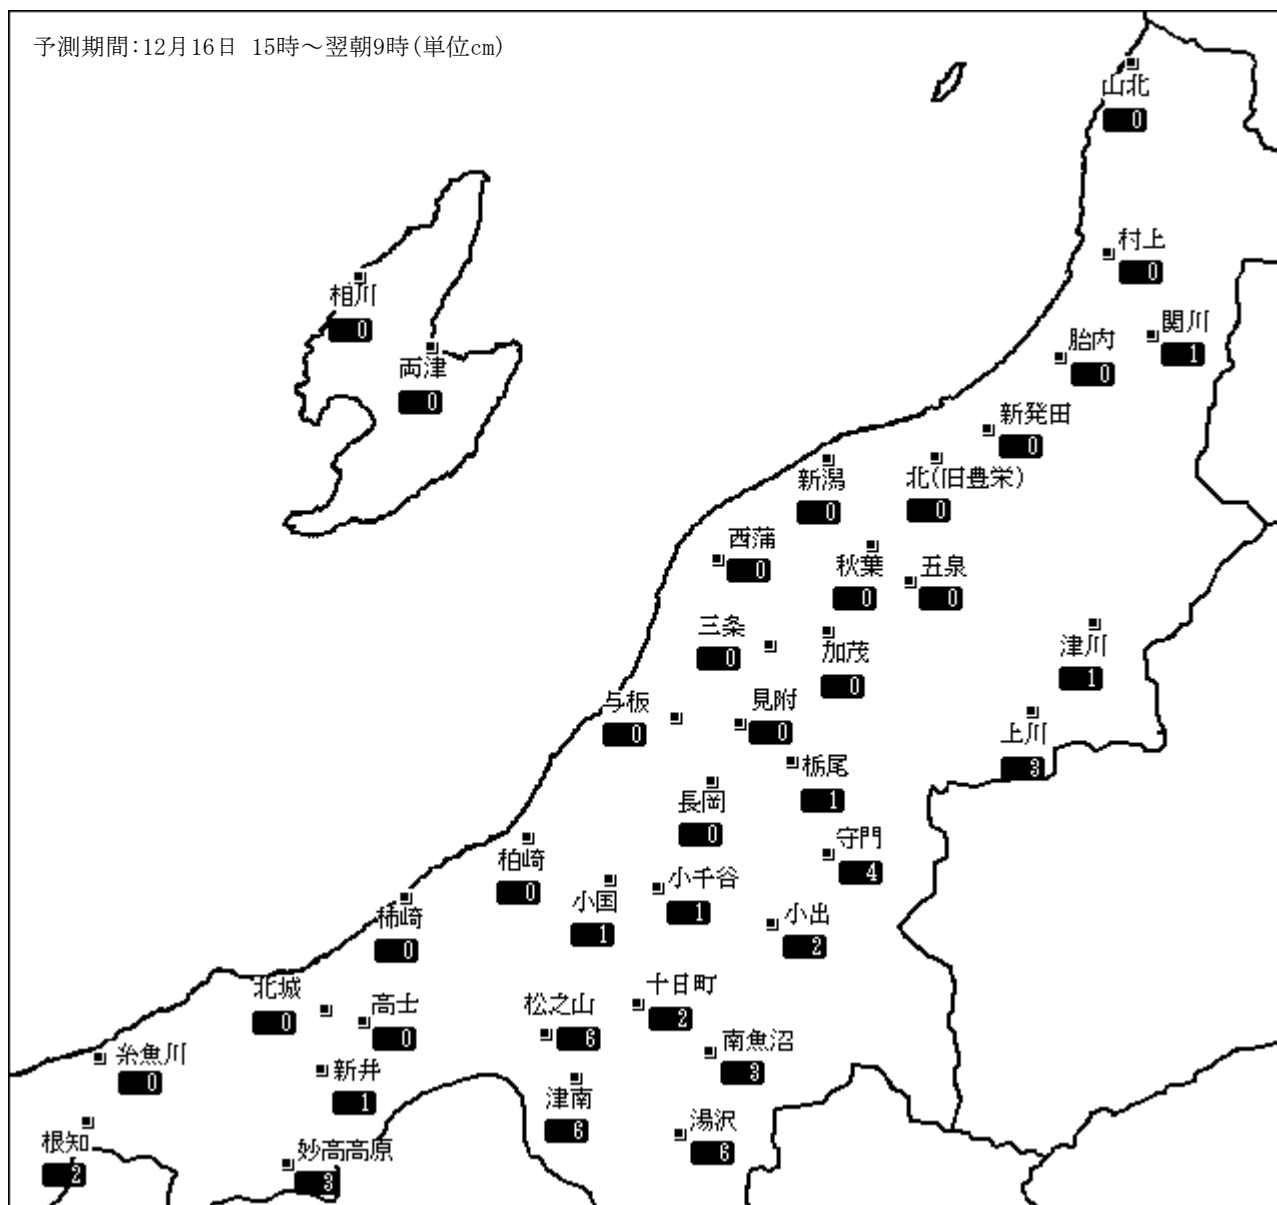 予測期間:12月16日 15時～翌朝9時(単位cm)
山北
0
村上
0
相川
0
関川
1
胎内
0
両津
0
新発田
0
新潟
0
北(旧豊栄)
0
西蒲
0
秋葉
0
五泉
0
三条
0
加茂
0
津川
1
与板
0
見附
0
上川
3
栃尾
1
長岡
0
守門
4
柏崎
0
小千谷
1
小国
1
柿崎
0
小出
2
北城
0
高士
0
松之山
6
十日町
2
南魚沼
3
糸魚川
0
新井
1
津南
6
湯沢
6
根知
2
妙高高原
3